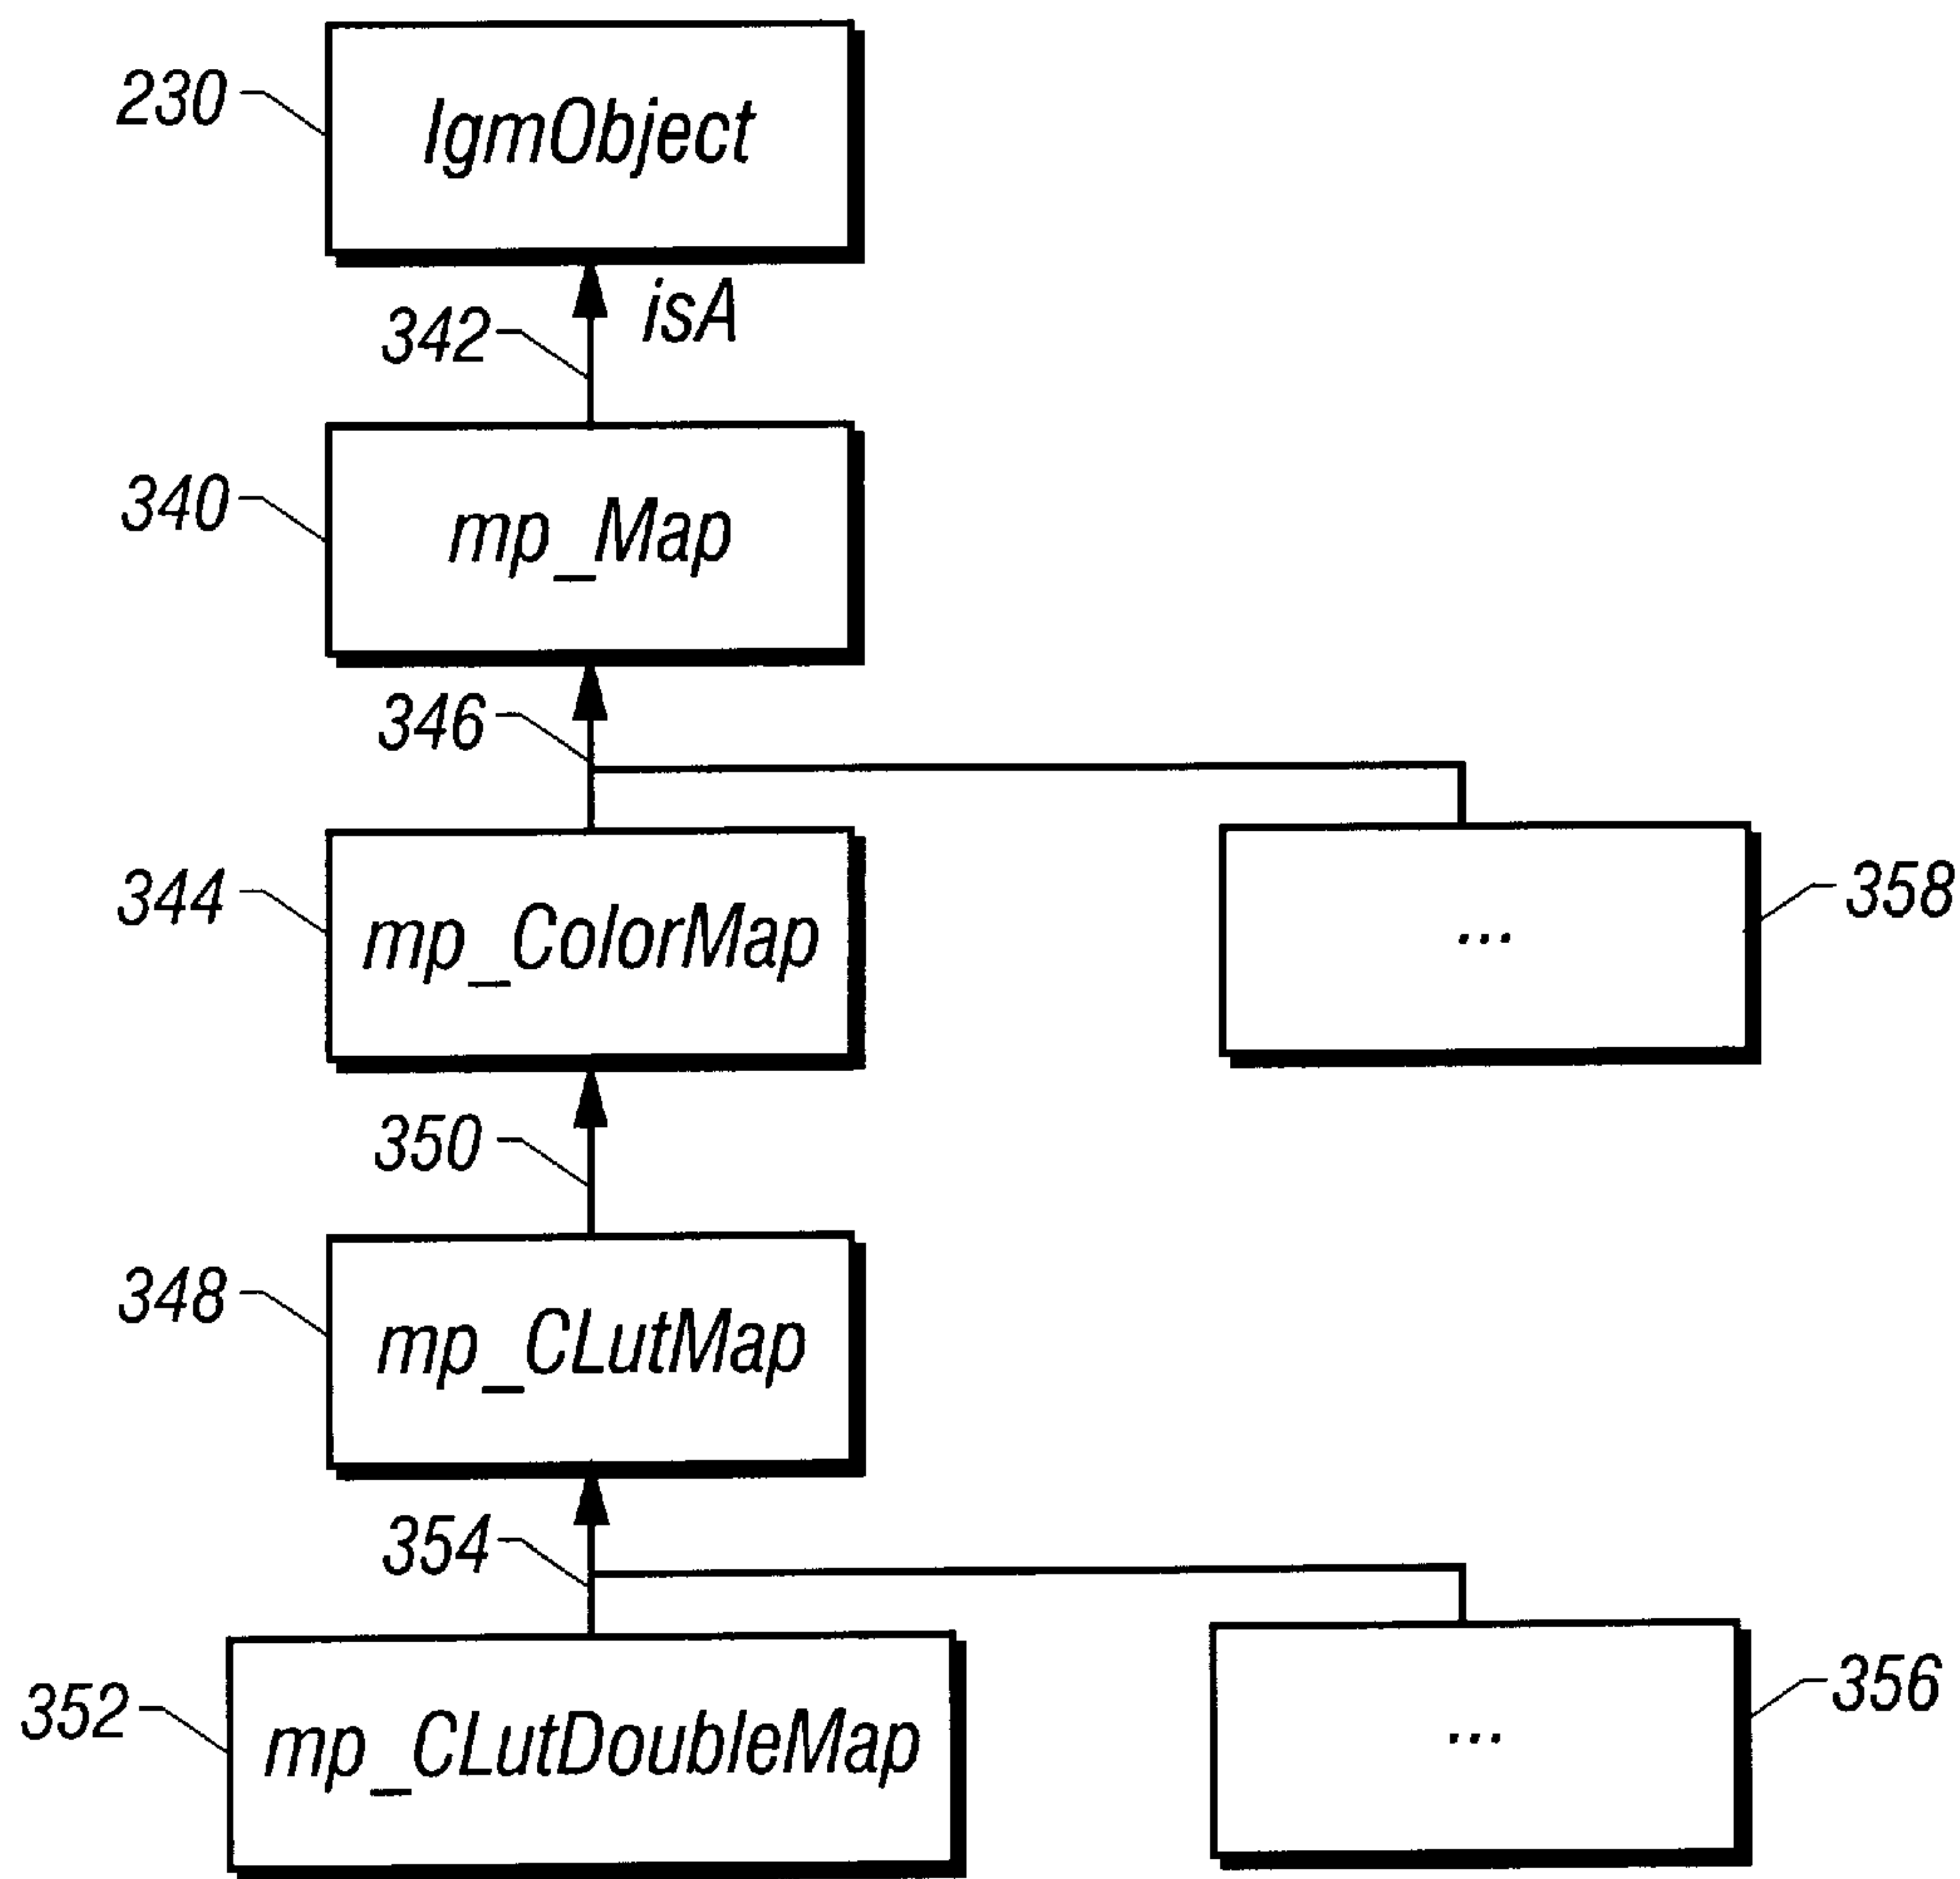 230
IgmObject
342
isA
340
mp_Map
346
344
mp_ColorMap
...
358
350
348
mp_CLutMap
354
352
mp_CLutDoubleMap
...
356